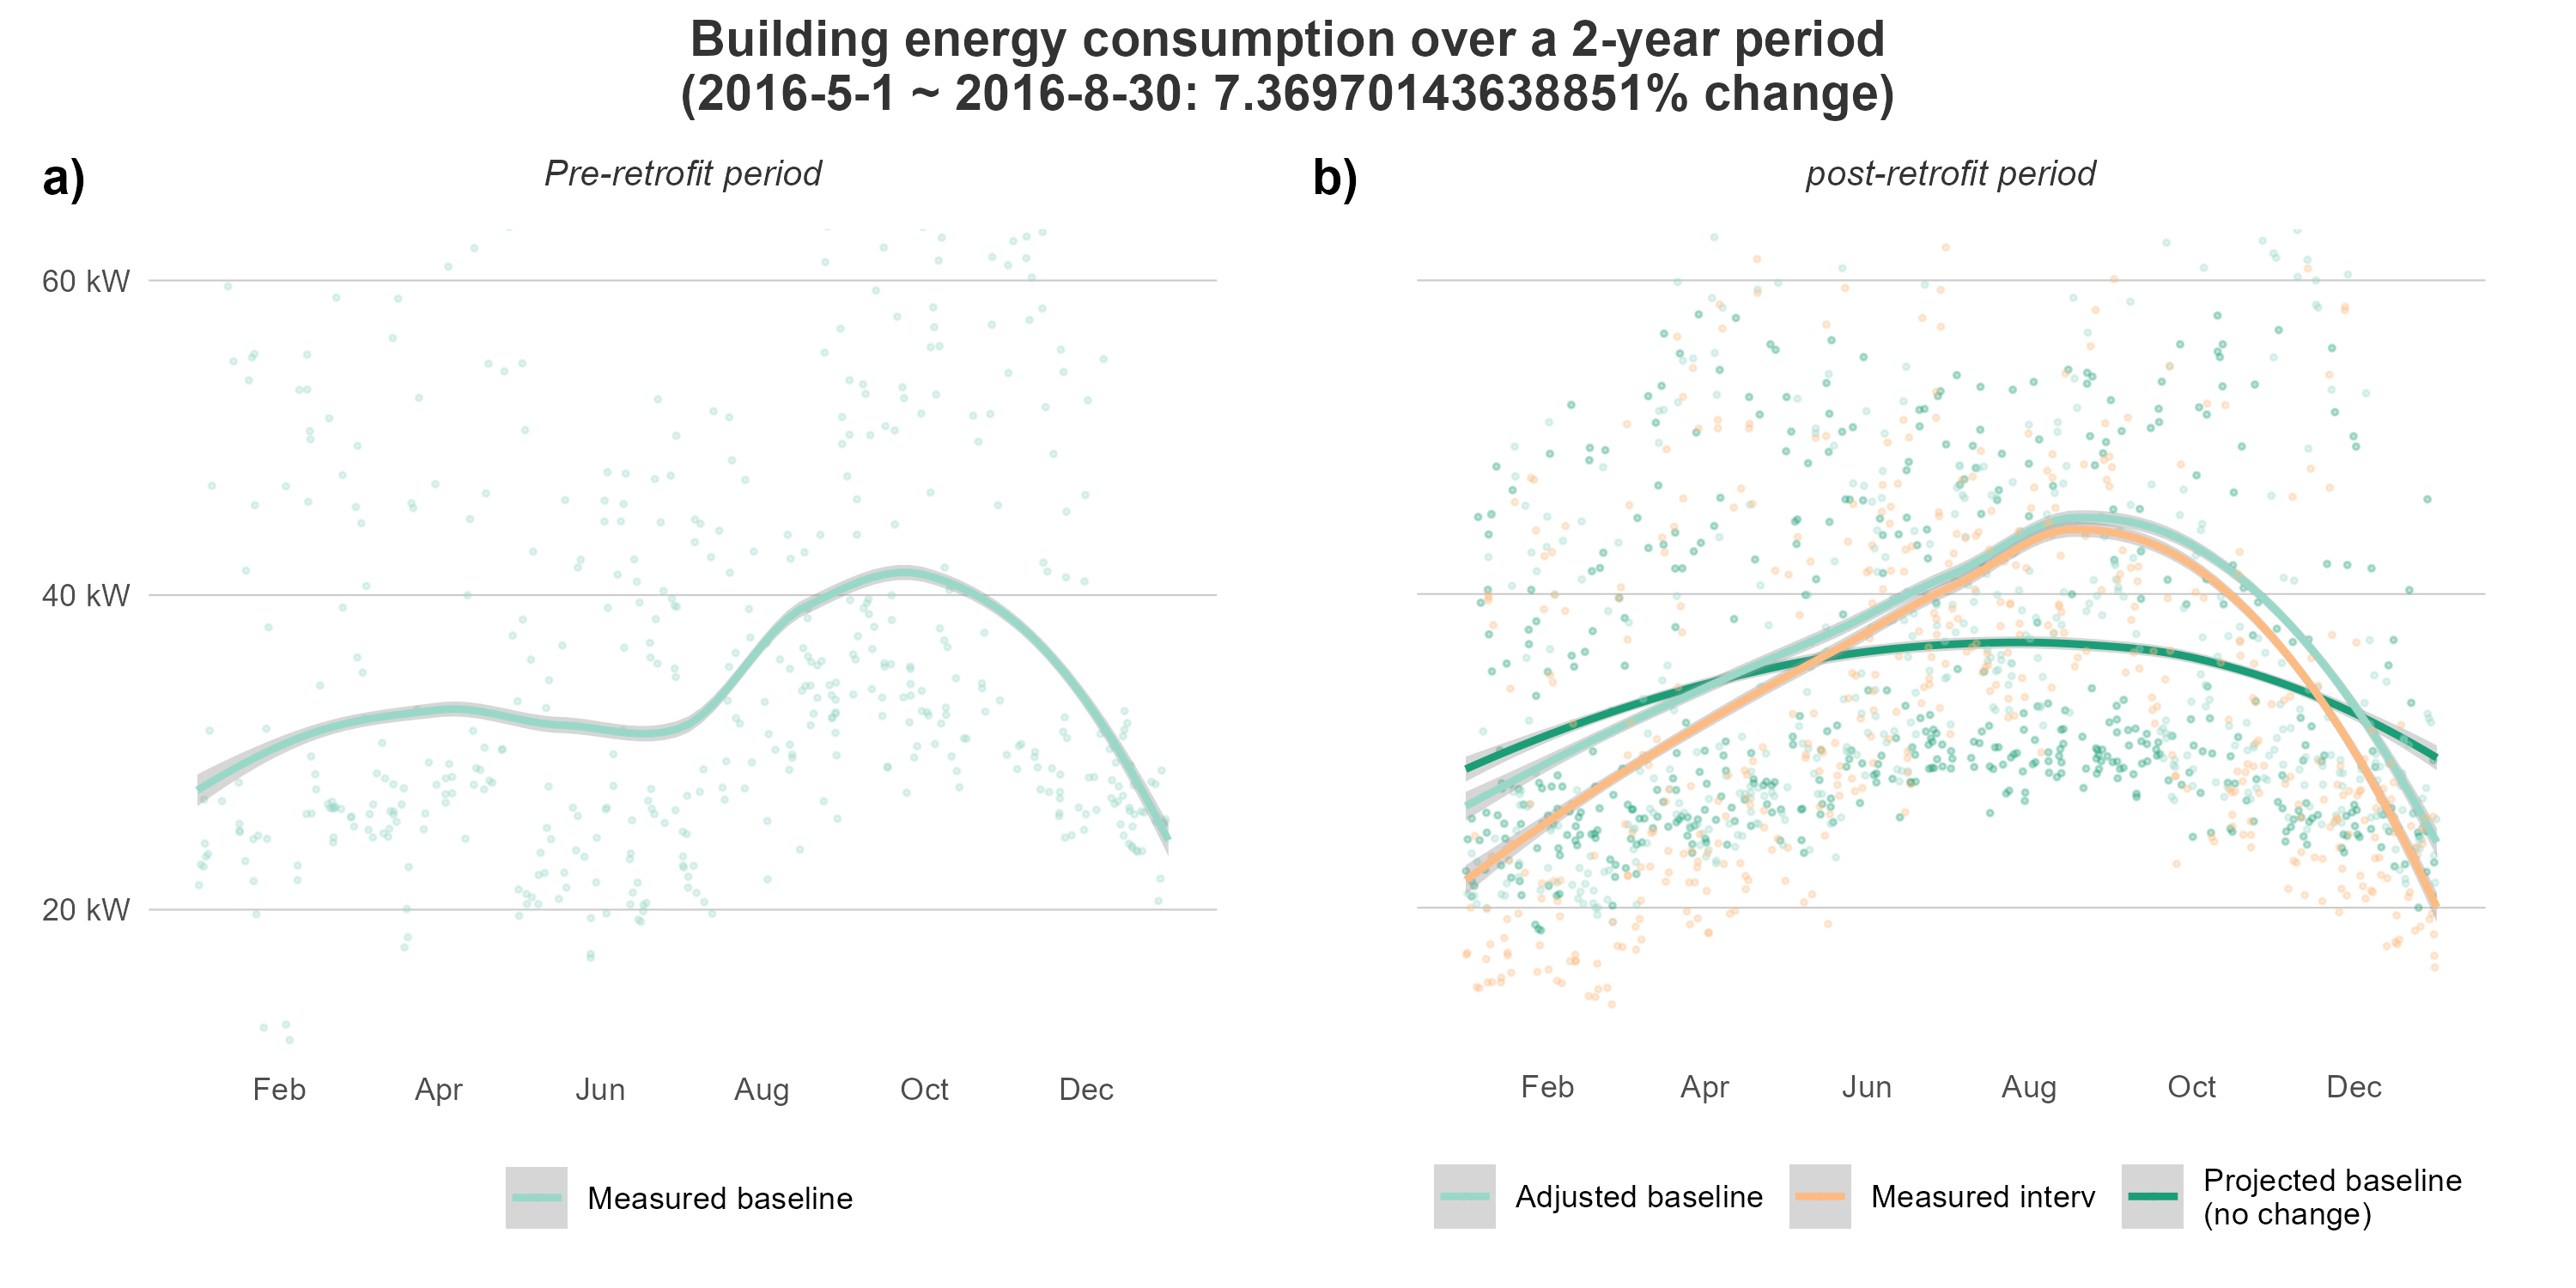 Building energy consumption over a 2-year period
(2016-5-1 ~ 2016-8-30: 7.36970143638851% change)
a)
Pre-retrofit period
60 kW
40 kW
20 kW
Feb Apr Jun Aug Oct Dec
Measured baseline
b)
post-retrofit period
Feb Apr Jun Aug Oct Dec
Adjusted baseline
Measured interv
Projected baseline
(no change)